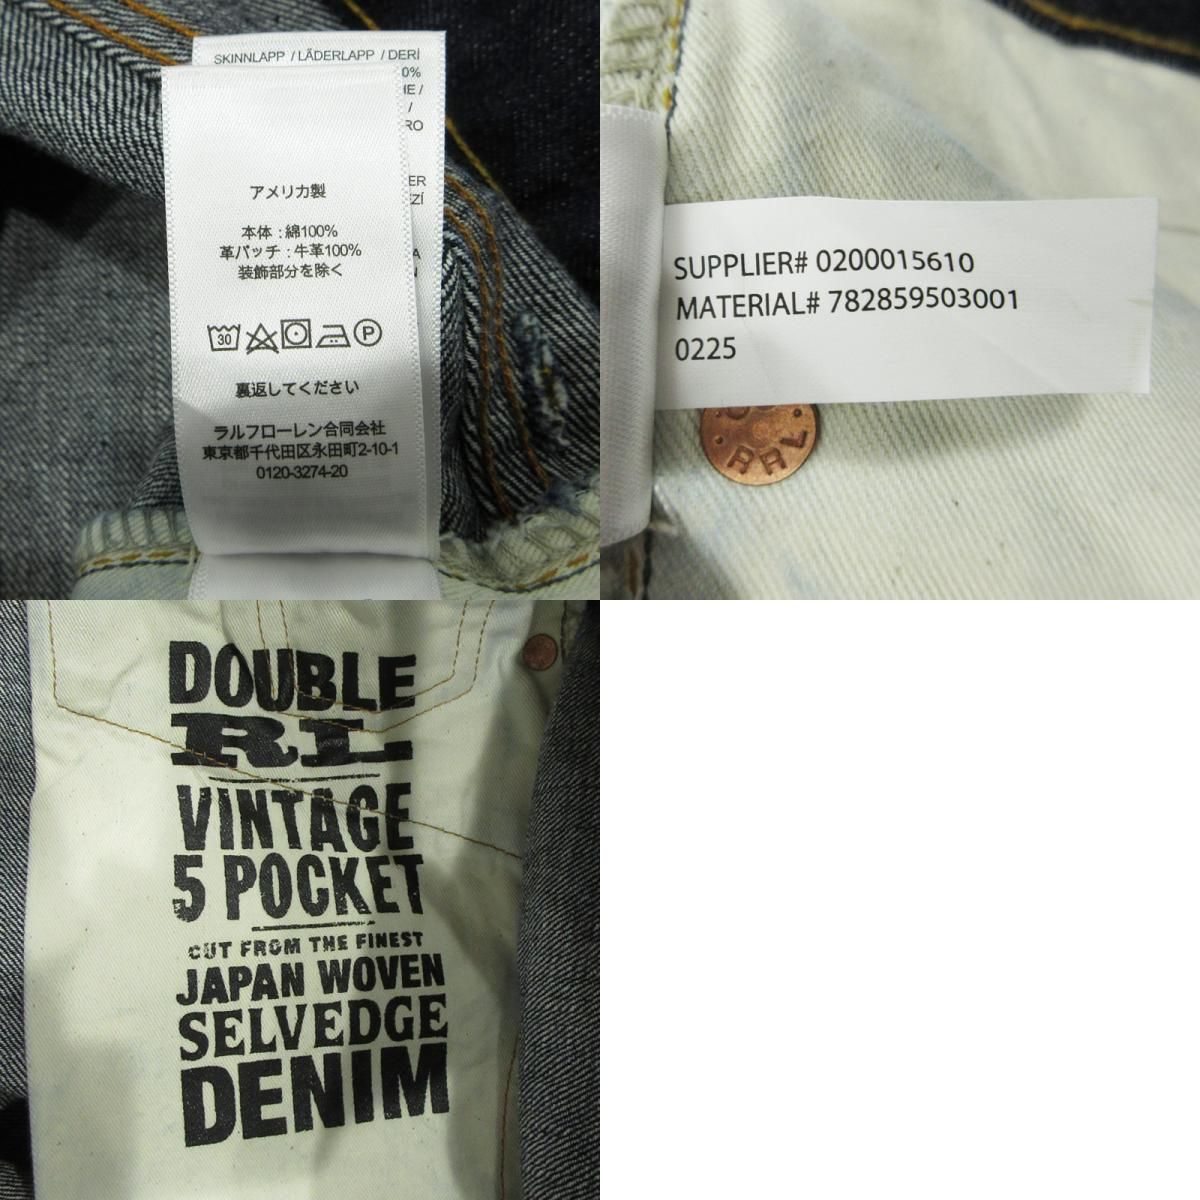 SKINNLAPP / LÄDERLAPP / DERİ
0%
/
RO
ER
EZÍ
A
N
アメリカ製
本体 : 綿100%
革パッチ : 牛革100%
装飾部分を除く
30 P
裏返してください
ラルフローレン合同会社
東京都千代田区永田町2-10-1
0120-3274-20
SUPPLIER# 0200015610
MATERIAL# 782859503001
0225
RRL
DOUBLE
RL
VINTAGE
5 POCKET
CUT FROM THE FINEST
JAPAN WOVEN
SELVEDGE
DENIM